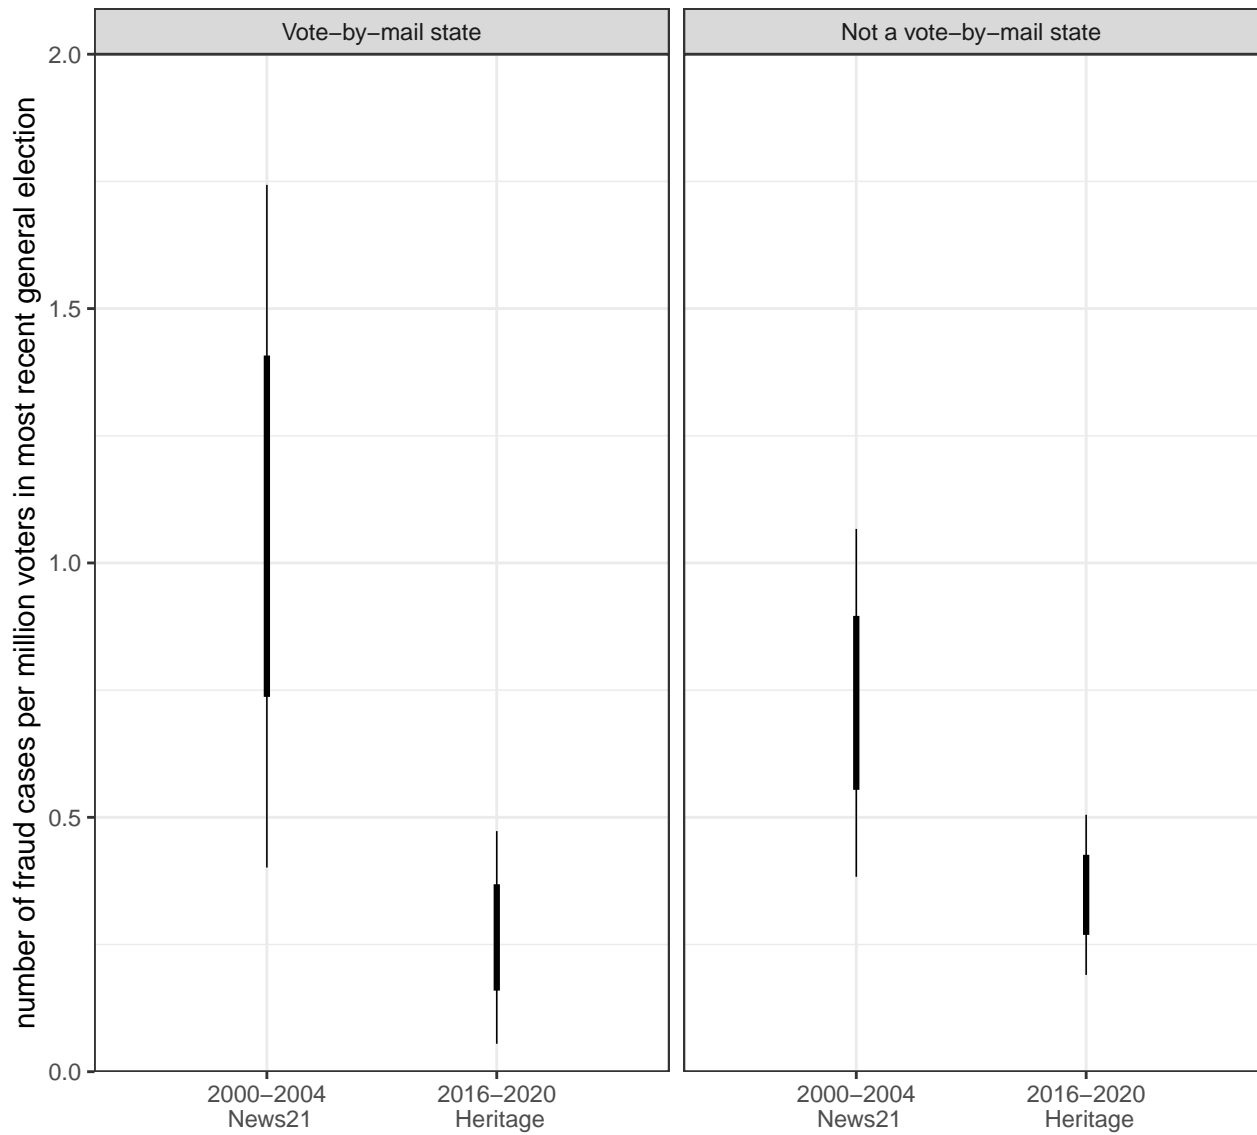 Vote−by−mail state
Not a vote−by−mail state
number of fraud cases per million voters in most recent general election
2.0
1.5
1.0
0.5
0.0
2000−2004
News21
2016−2020
Heritage
2000−2004
News21
2016−2020
Heritage